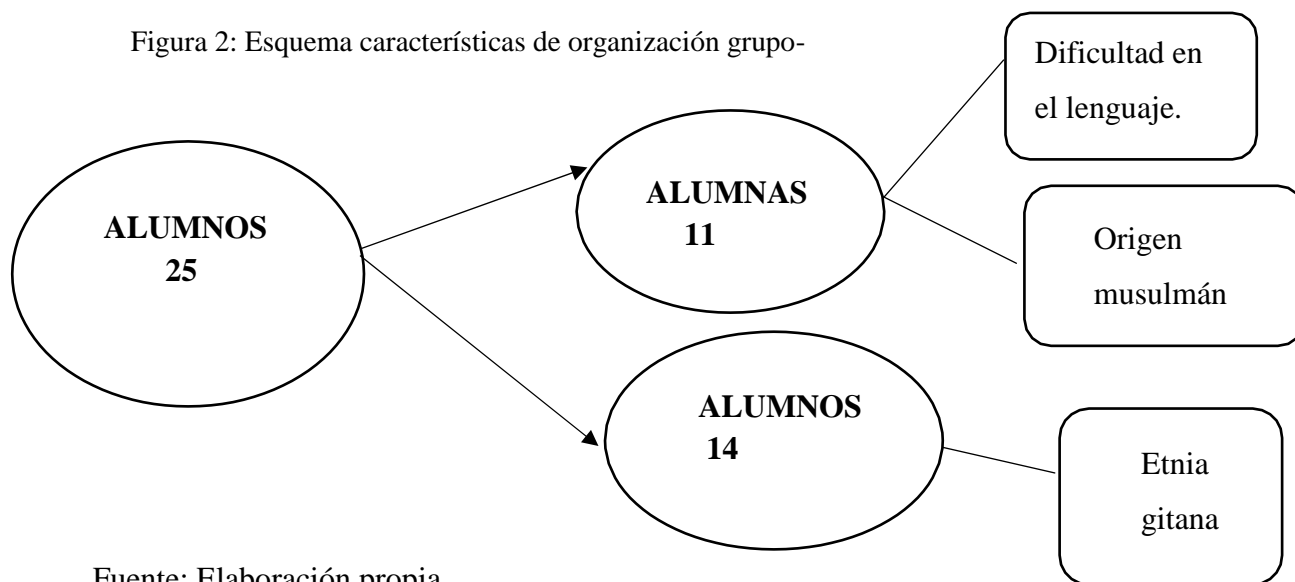 Figura 2: Esquema características de organización grupo-
Dificultad en
el lenguaje.
ALUMNAS
11
Origen
musulmán
ALUMNOS
25
ALUMNOS
14
Etnia
gitana
Fuente: Elaboración propia